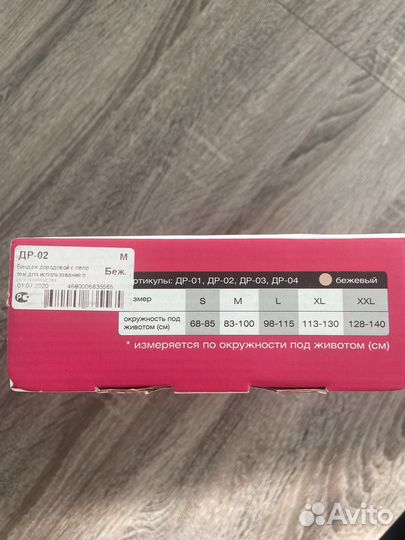 ДР-02 М
Бандаж дородовой с пело
том для использования п
Беж.
01.07.2020 4680006635565
ртикулы: ДР-01, ДР-02, ДР-03, ДР-04 бежевый
змер S M L XL XXL
окружность под
животом (см) 68-85 83-100 98-115 113-130 128-140
* измеряется по окружности под животом (см)
Avito